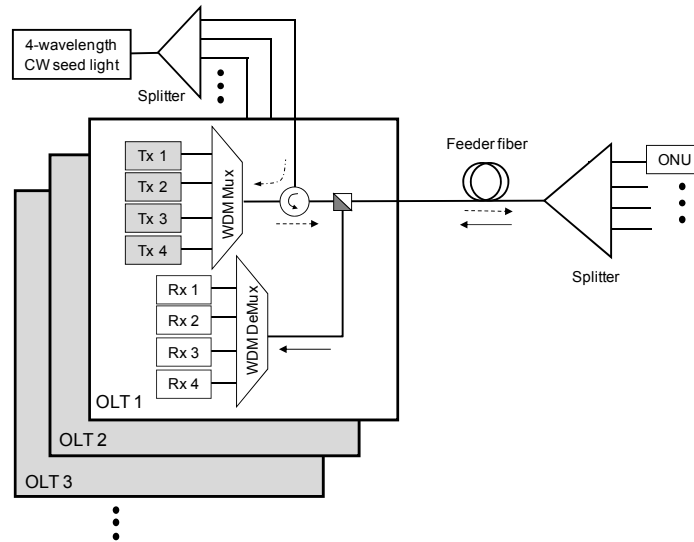 4-wavelength
CW seed light
Splitter
Feeder fiber
ONU
Splitter
Tx 1
Tx 2
Tx 3
Tx 4
WDM Mux
Rx 1
Rx 2
Rx 3
Rx 4
WDM DeMux
OLT 1
OLT 2
OLT 3